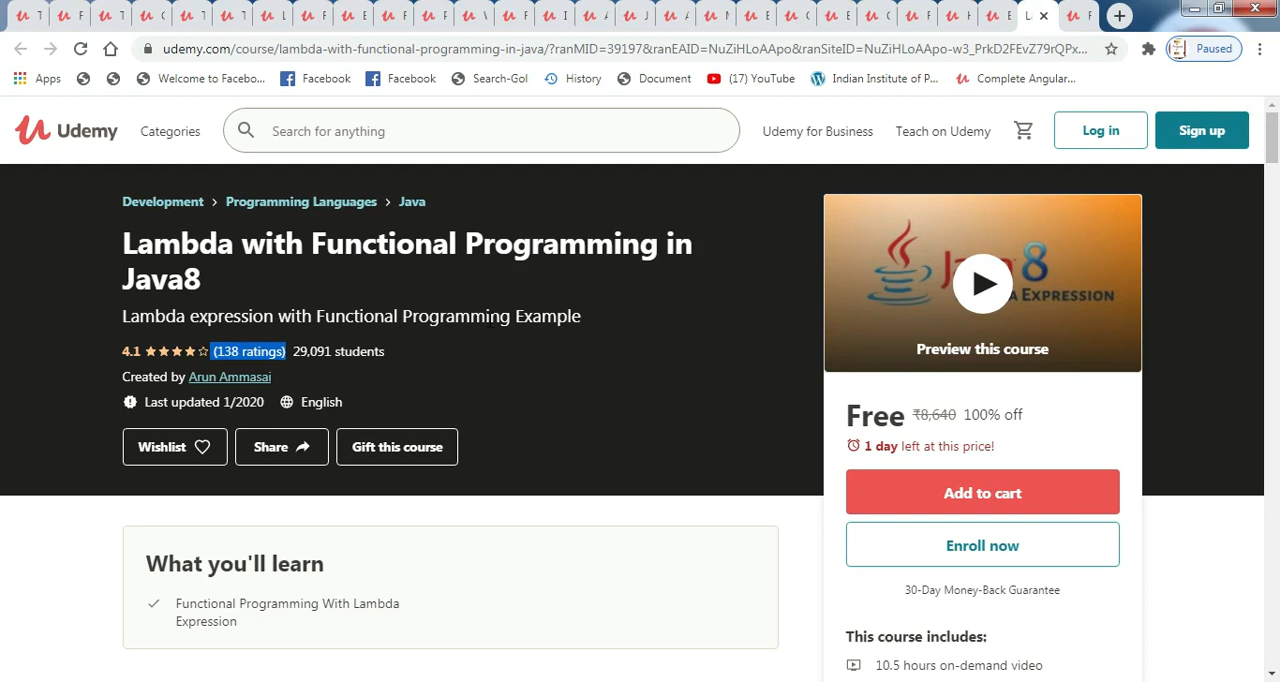 T
F
T
C
T
T
L
F
E
F
F
V
F
I
A
J
A
N
E
C
E
C
F
H
E
L
F
udemy.com/course/lambda-with-functional-programming-in-java/?ranMID=39197&ranEAID=NuZiHLoAApo&ranSiteID=NuZiHLoAApo-w3_PrkD2FEvZ79rQPx...
Paused
Apps
Welcome to Facebo...
Facebook
Facebook
Search-Gol
History
Document
(17) YouTube
Indian Institute of P...
Complete Angular...
Udemy
Categories
Search for anything
Udemy for Business
Teach on Udemy
Log in
Sign up
Development > Programming Languages > Java
Lambda with Functional Programming in
Java8
Lambda expression with Functional Programming Example
4.1 (138 ratings) 29,091 students
Created by Arun Ammasai
Last updated 1/2020 English
Wishlist
Share
Gift this course
8
EXPRESSION
Preview this course
Free ₹8,640 100% off
1 day left at this price!
Add to cart
Enroll now
30-Day Money-Back Guarantee
This course includes:
10.5 hours on-demand video
What you'll learn
Functional Programming With Lambda
Expression